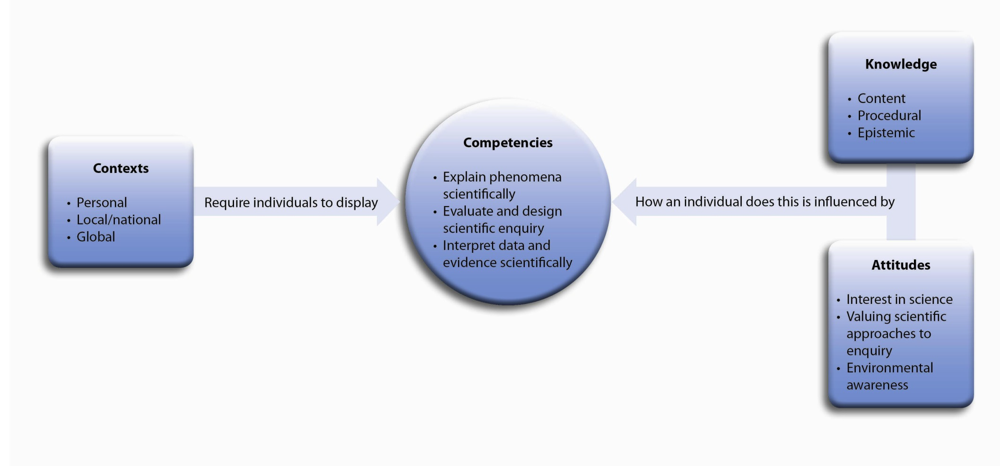 Contexts
• Personal
• Local/national
• Global
Require individuals to display
Competencies
• Explain phenomena
scientifically
• Evaluate and design
scientific enquiry
• Interpret data and
evidence scientifically
How an individual does this is influenced by
Knowledge
• Content
• Procedural
• Epistemic
Attitudes
• Interest in science
• Valuing scientific
approaches to
enquiry
• Environmental
awareness